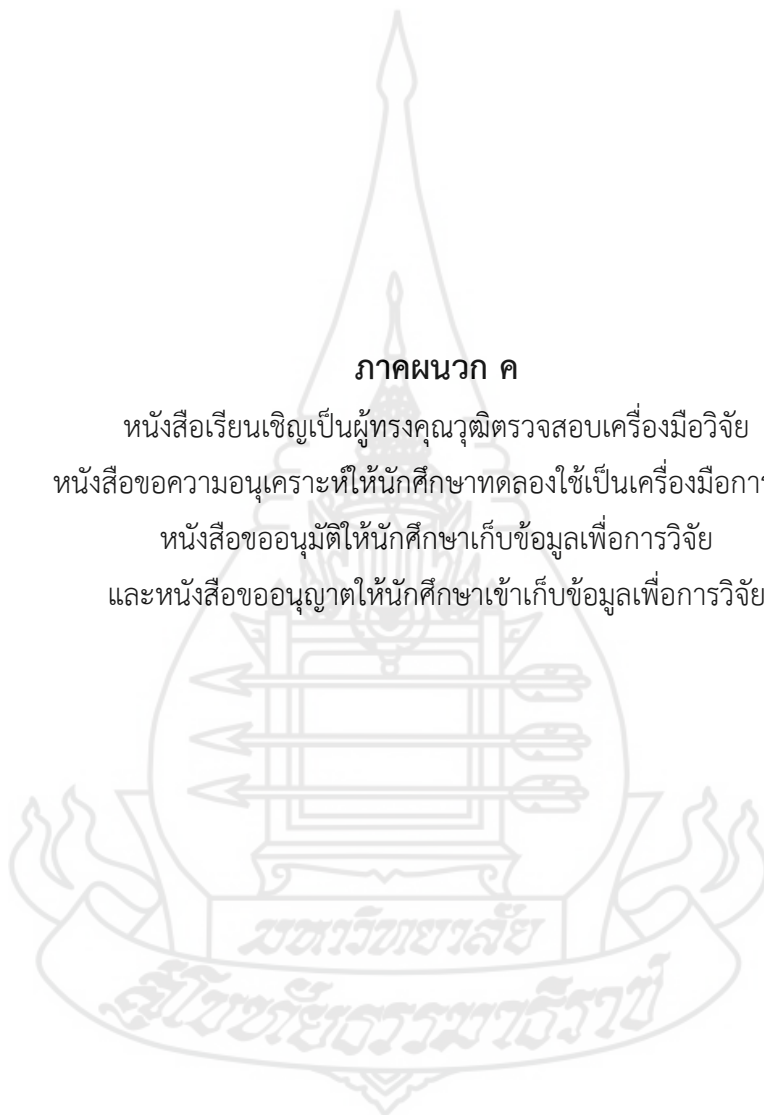 ภาคผนวก ค
หนังสือเรียนเชิญเป็นผู้ทรงคุณวุฒิตรวจสอบเครื่องมือวิจัย
หนังสือขอความอนุเคราะห์ให้นักศึกษาทดลองใช้เป็นเครื่องมือการ
หนังสือขออนุมัติให้นักศึกษาเก็บข้อมูลเพื่อการวิจัย
และหนังสือขออนุญาตให้นักศึกษาเข้าเก็บข้อมูลเพื่อการวิจัย
มหาวิทยาลัย
สุโขทัยธรรมาธิราช